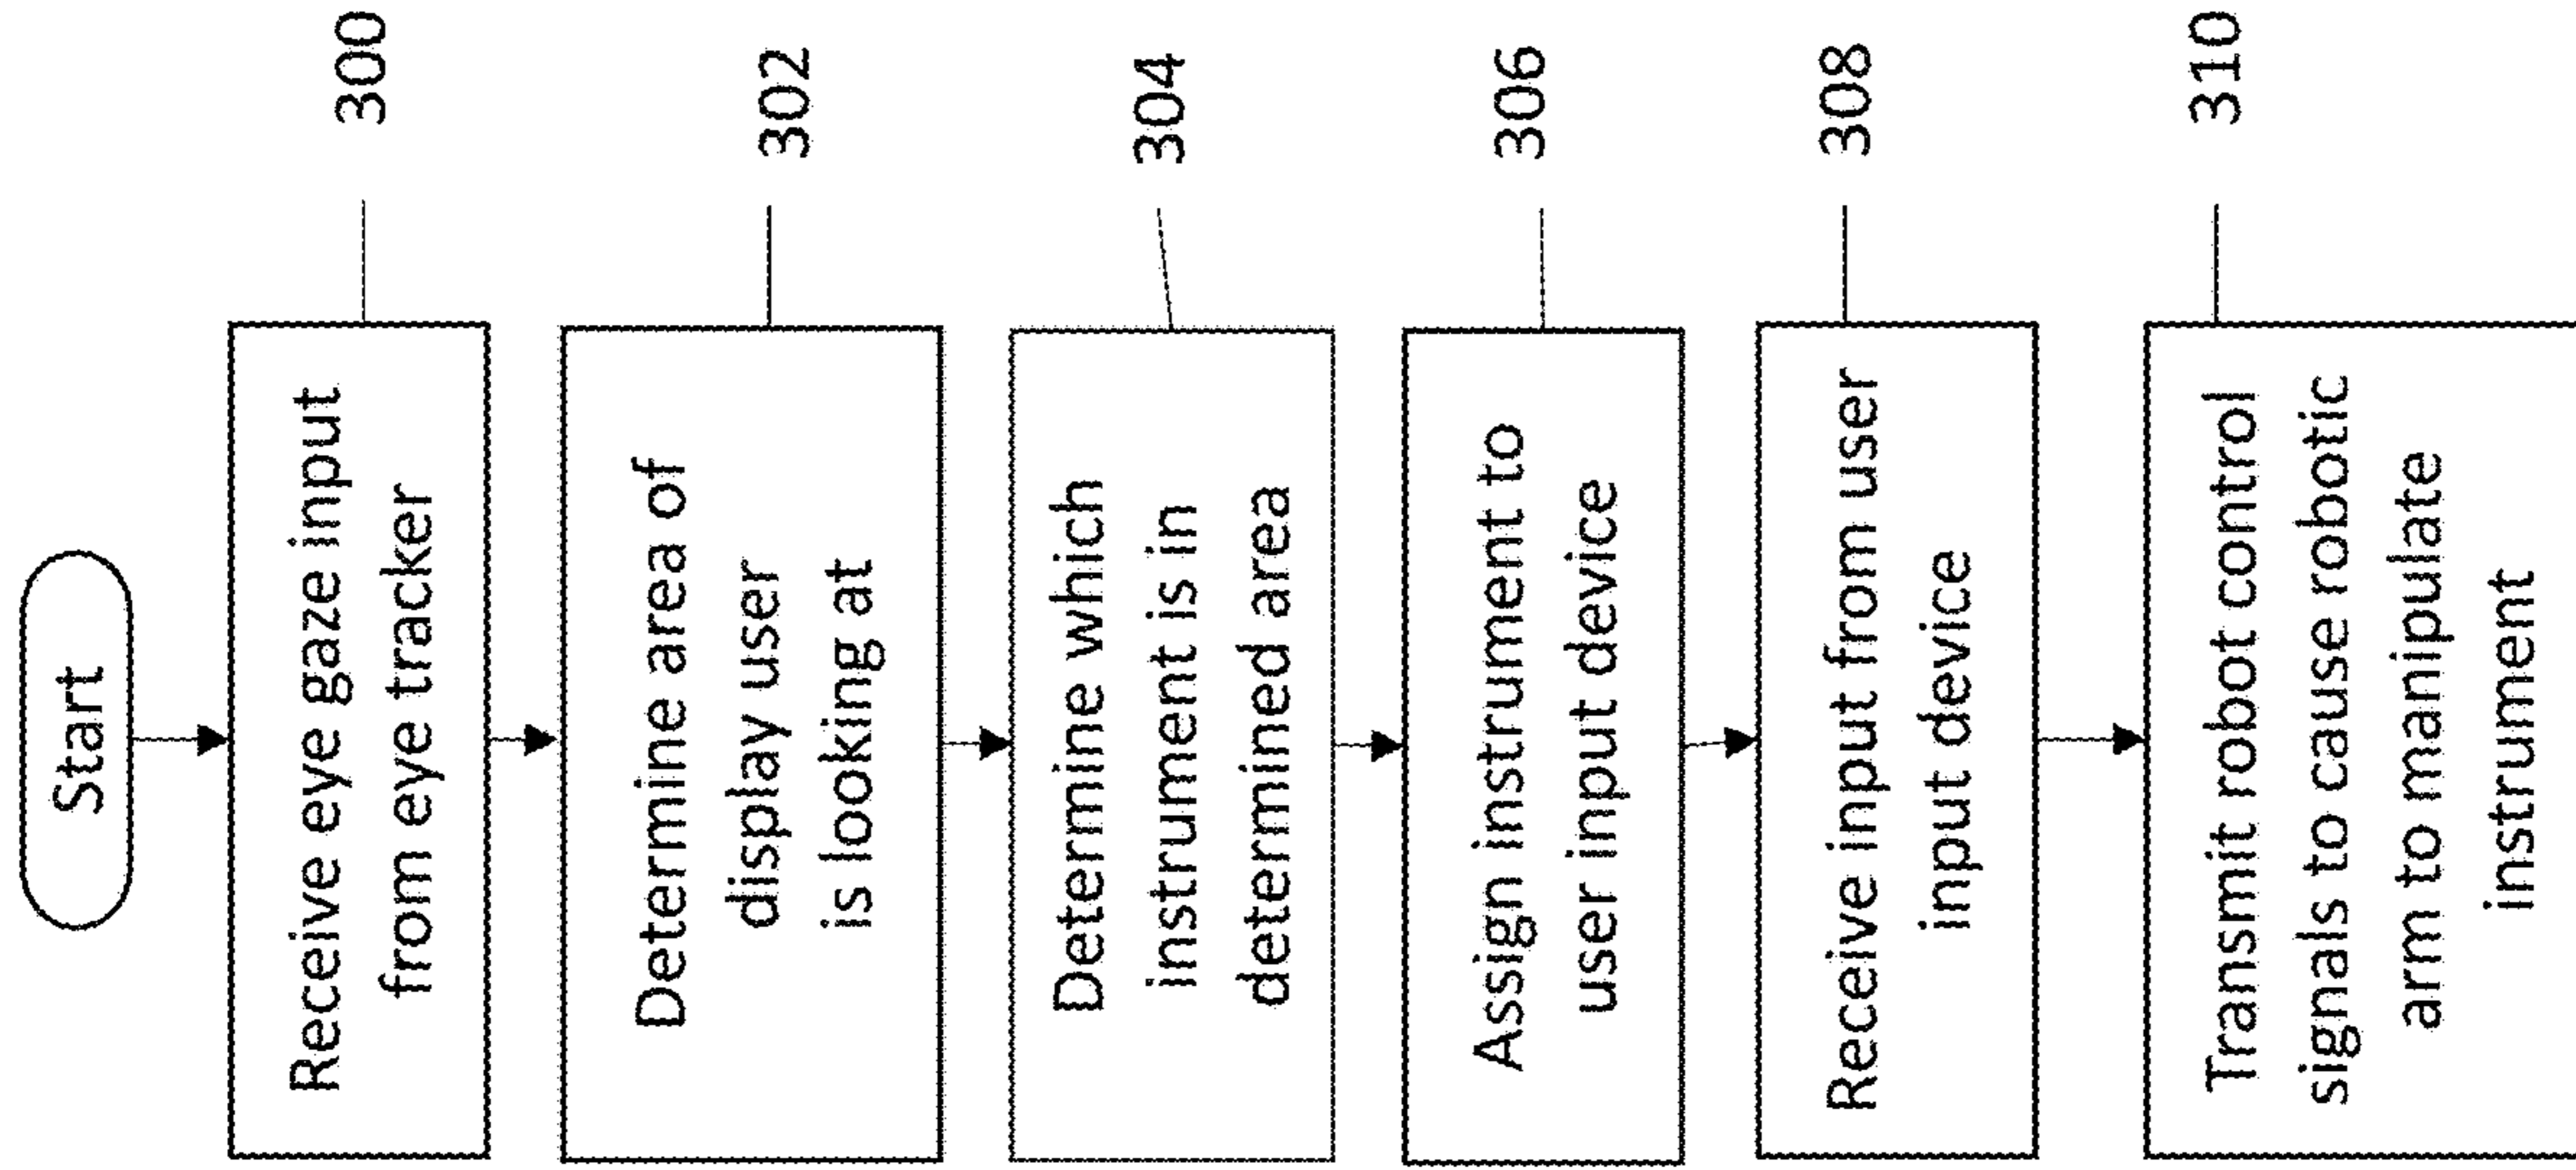 Start
Receive eye gaze input
from eye tracker
300
Determine area of
display user
is looking at
302
Determine which
instrument is in
determined area
304
Assign instrument to
user input device
306
Receive input from user
input device
308
Transmit robot control
signals to cause robotic
arm to manipulate
instrument
310